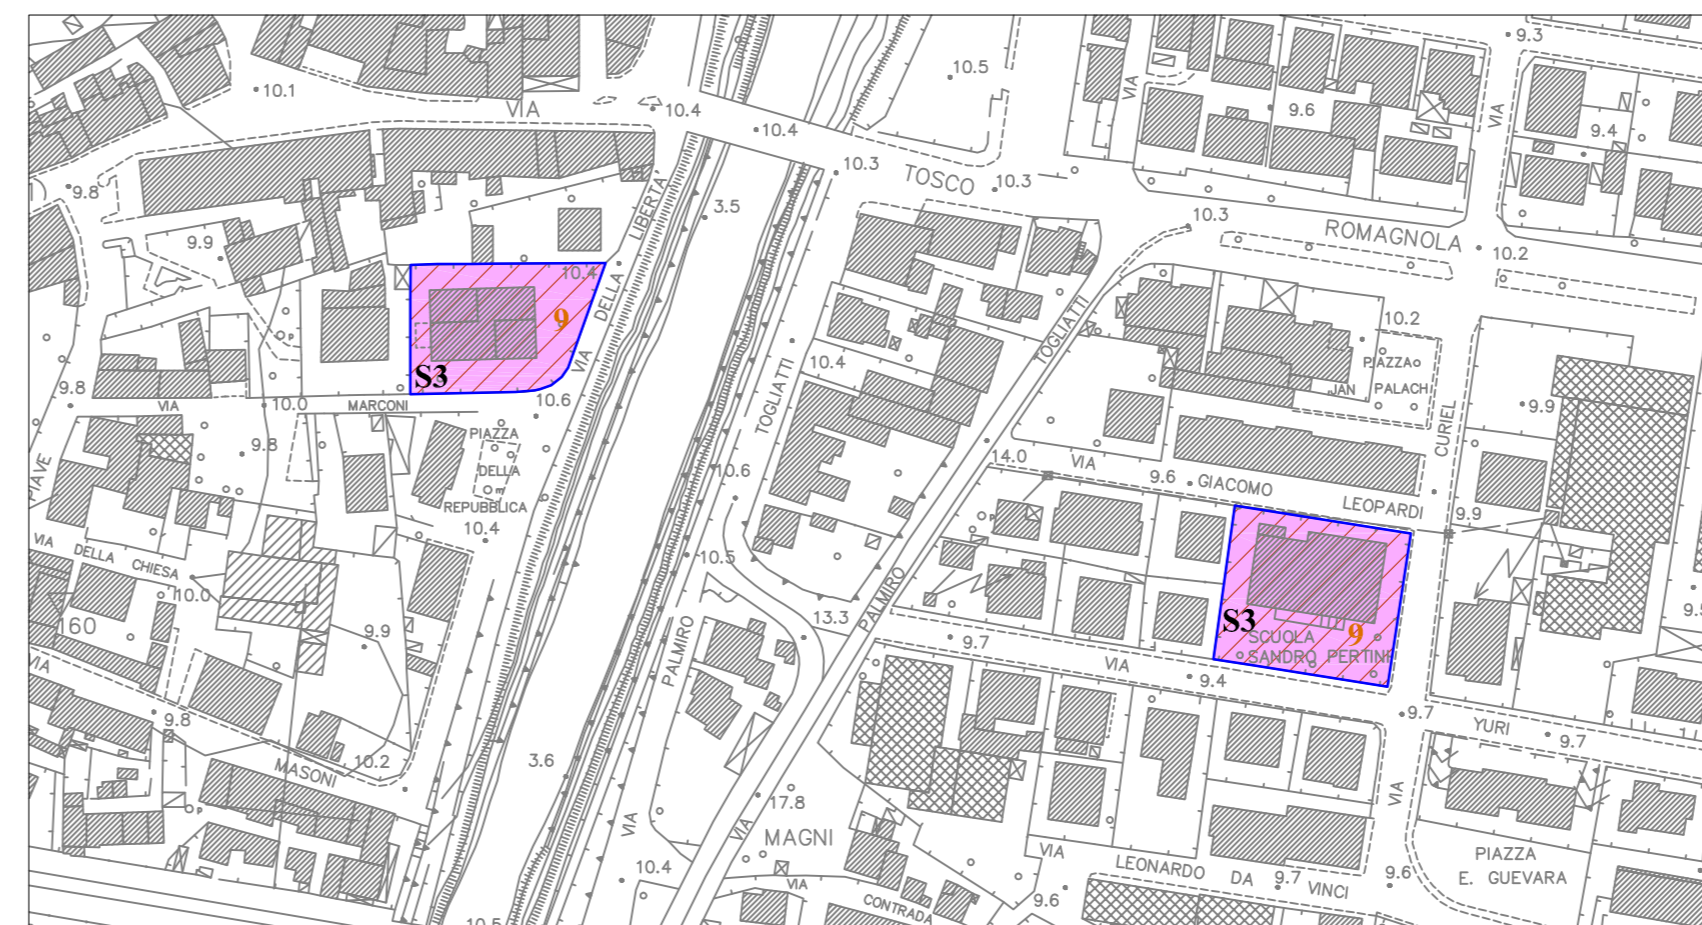 9.3
10.5
10.1
VIA
10.4
10.4
VIA
9.6
VIA
9.4
10.3
TOSCO
10.3
9.8
LIBERTA'
3.5
10.3
ROMAGNOLA
10.2
9.9
10.4
DELLA
9
VIA
S3
TOGLIATTI
10.2
PIAZZA
JAN PALACH
10.4
TOGLIATTI
9.8
VIA
10.0
MARCONI
10.6
9.9
CURIEL
PIAZZA
DELLA
REPUBBLICA
9.8
PIAVE
10.6
14.0
VIA
9.6
GIACOMO
LEOPARDI
9.9
10.4
VIA
DELLA
CHIESA
10.0
10.5
160
9.9
13.3
PALMIRO
PALMIRO
S3
9
SCUOLA
SANDRO PERTINI
9.7
VIA
9.4
VIA
9.8
9.7
YURI
9.7
MASONI
10.2
3.6
VIA
17.8
VIA
MAGNI
VIA
VIA
LEONARDO
DA
9.7
VINCI
9.6
PIAZZA
E. GUEVARA
10.4
VIA
CONTRADA
9.6
10.5